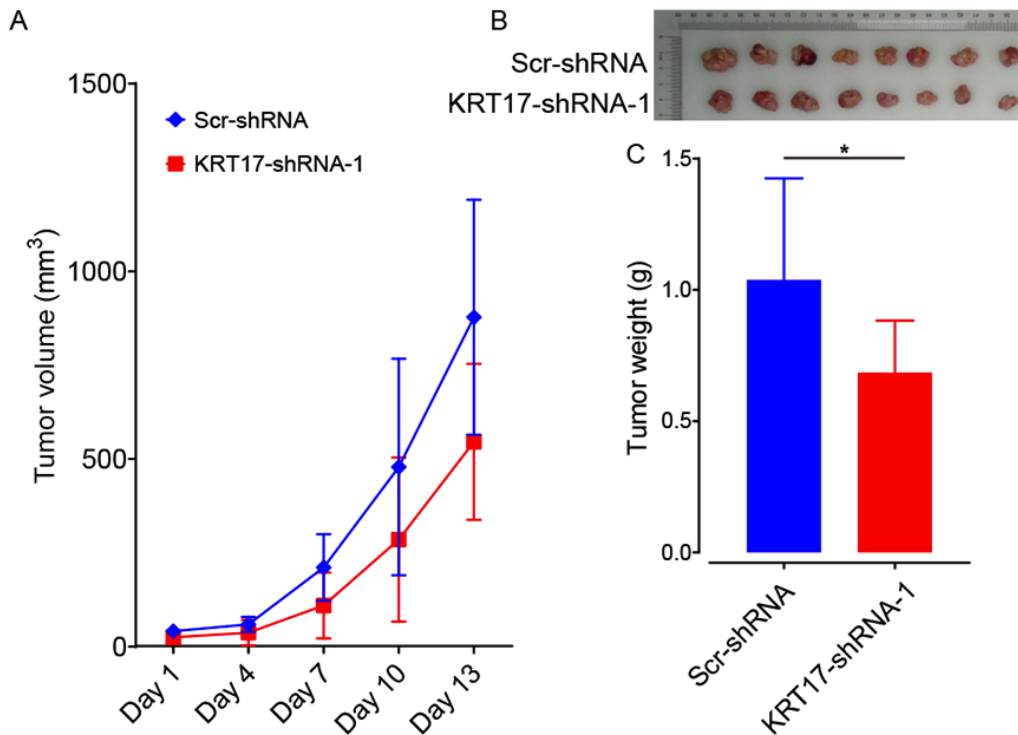 A
1500
1000
500
0
Tumor volume (mm³)
Scr-shRNA
KRT17-shRNA-1
Day 1
Day 4
Day 7
Day 10
Day 13
B
Scr-shRNA
KRT17-shRNA-1
C
*
1.5
1.0
0.5
0.0
Tumor weight (g)
Scr-shRNA
KRT17-shRNA-1